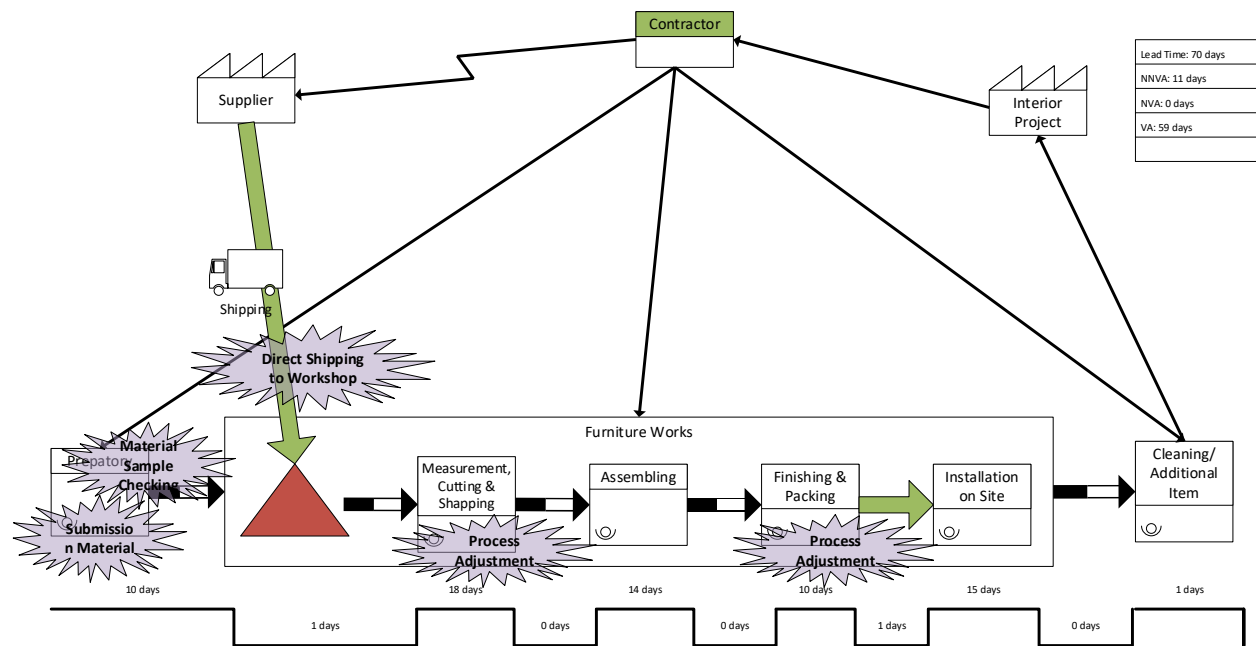 Contractor
Supplier
Interior
Project
Lead Time: 70 days
NNVA: 11 days
NVA: 0 days
VA: 59 days
Shipping
Direct Shipping
to Workshop
Furniture Works
Prepatory
Material
Sample
Checking
Submissio
n Material
Measurement,
Cutting &
Shapping
Process
Adjustment
Assembling
Finishing &
Packing
Process
Adjustment
Installation
on Site
Cleaning/
Additional
Item
10 days
18 days
14 days
10 days
15 days
1 days
1 days
0 days
0 days
1 days
0 days